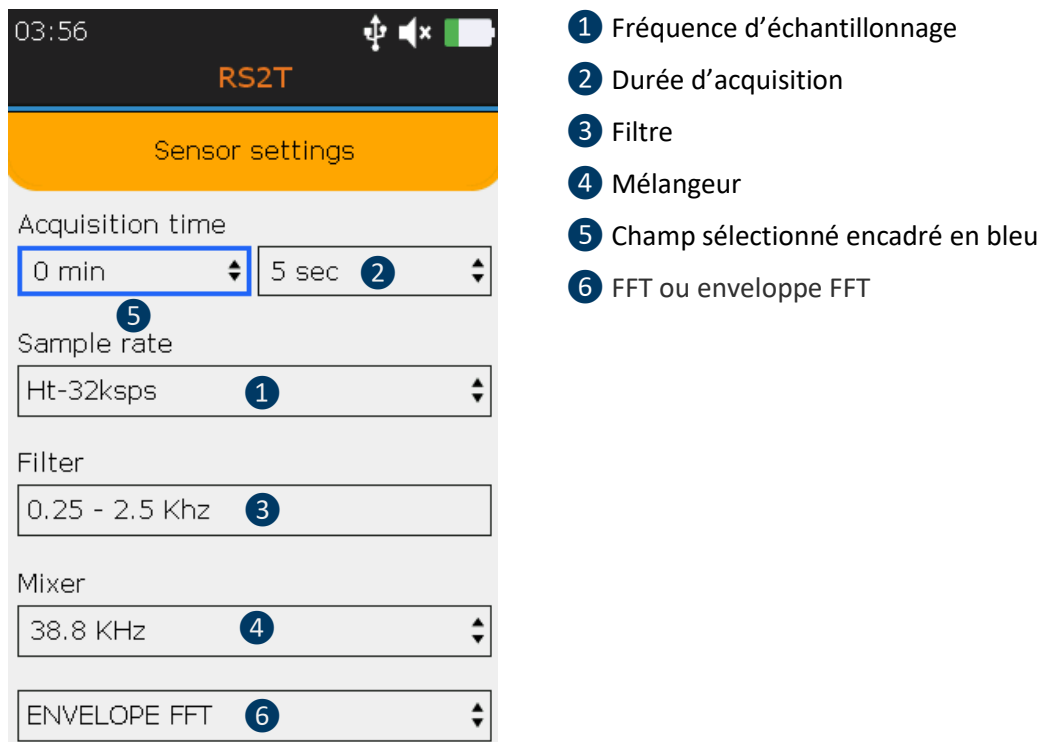 03:56
RS2T
Sensor settings
Acquisition time
0 min
5 sec 2
5
Sample rate
Ht-32ksps 1
Filter
0.25 - 2.5 Khz 3
Mixer
38.8 KHz 4
ENVELOPE FFT 6
1 Fréquence d’échantillonnage
2 Durée d’acquisition
3 Filtre
4 Mélangeur
5 Champ sélectionné encadré en bleu
6 FFT ou enveloppe FFT